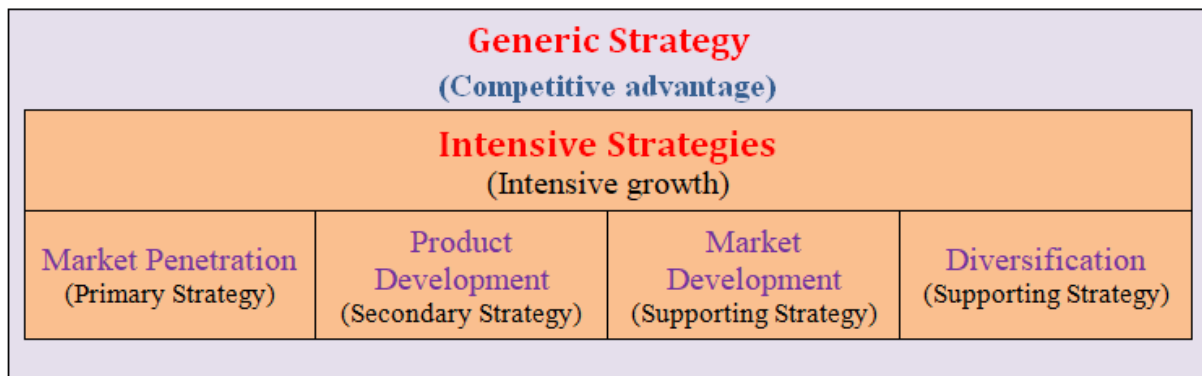 Generic Strategy
(Competitive advantage)
Intensive Strategies
(Intensive growth)
Market Penetration
(Primary Strategy)
Product
Development
(Secondary Strategy)
Market
Development
(Supporting Strategy)
Diversification
(Supporting Strategy)